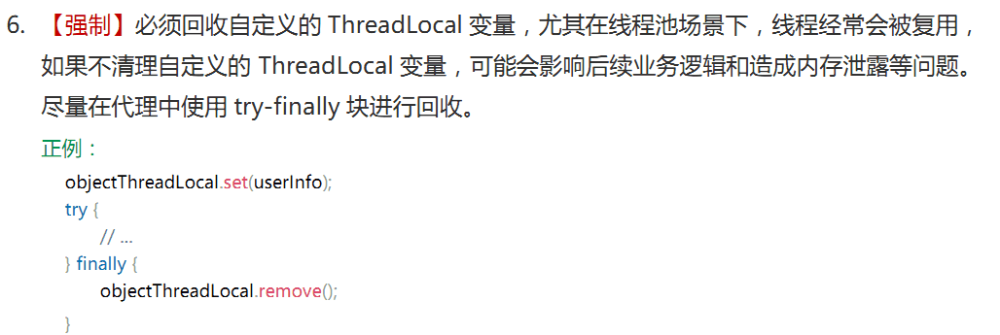 6. 【强制】必须回收自定义的 ThreadLocal 变量，尤其在线程池场景下，线程经常会被复用，
如果不清理自定义的 ThreadLocal 变量，可能会影响后续业务逻辑和造成内存泄露等问题。
尽量在代理中使用 try-finally 块进行回收。
正例：
objectThreadLocal.set(userInfo);
try {
// ...
} finally {
objectThreadLocal.remove();
}